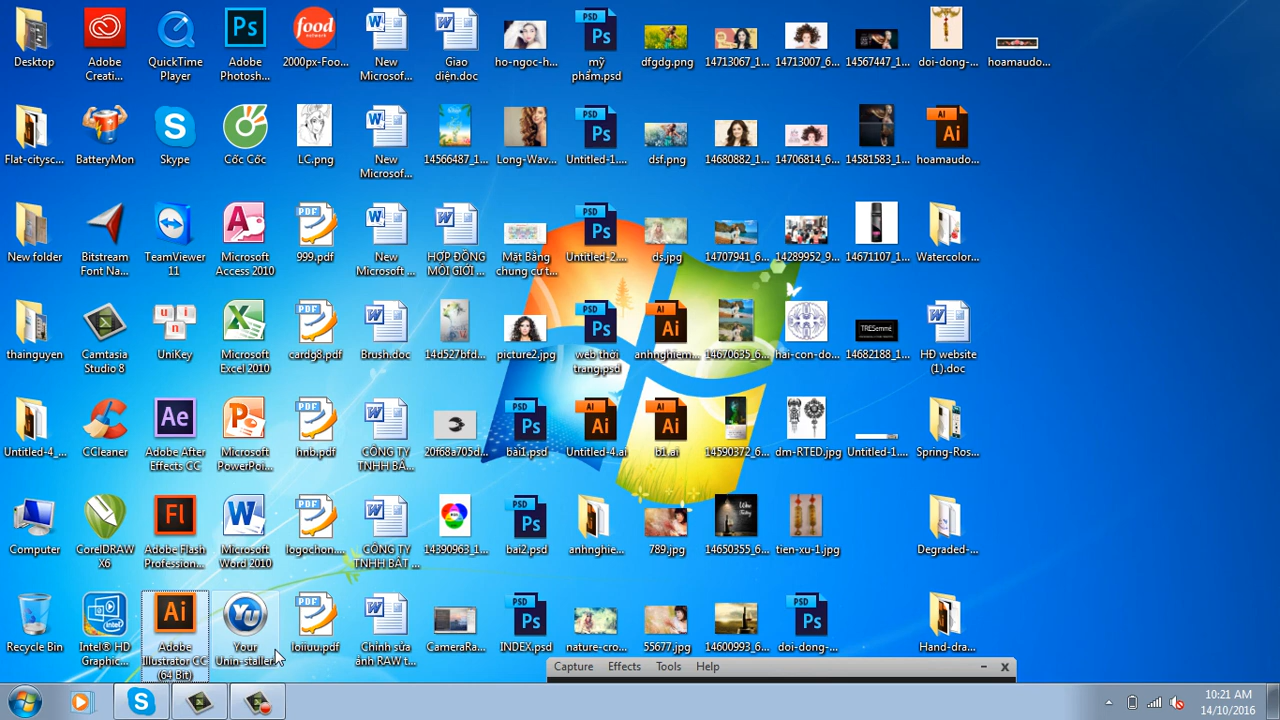 Desktop
Adobe
Creati...
QuickTime
Player
Adobe
Photosh...
2000px-Foo...
New
Microsof...
Giao
diện.doc
ho-ngoc-h...
mỹ
phẩm.psd
dfgdg.png
14713067_1...
14713007_6...
14567447_1...
doi-dong-...
hoamaudo...
Flat-citysc...
BatteryMon
Skype
Cốc Cốc
LC.png
New
Microsof...
14566487_1...
Long-Wav...
Untitled-1....
dsf.png
14680882_1...
14706814_6...
14581583_1...
hoamaudo...
New folder
Bitstream
Font Na...
TeamViewer
11
Microsoft
Access 2010
999.pdf
New
Microsoft ...
HỢP ĐỒNG
MÔI GIỚI ...
Mặt Bằng
chung cư t...
Untitled-2....
ds.jpg
14707941_6...
14289952_9...
14671107_1...
Watercolor...
thainguyen
Camtasia
Studio 8
UniKey
Microsoft
Excel 2010
cardg8.pdf
Brush.doc
14d527bfd...
picture2.jpg
web thời
trang.psd
anhnghiem...
14670635_6...
hai-con-do...
TRESemmé
14682188_1...
HĐ website
(1).doc
Untitled-4_...
CCleaner
Adobe After
Effects CC
Microsoft
PowerPoi...
hnb.pdf
CÔNG TY
TNHH BẤ...
20f68a705d...
bài1.psd
Untitled-4.ai
b1.ai
14590372_6...
dm-RTED.jpg
Untitled-1....
Spring-Ros...
Computer
CorelDRAW
X6
Adobe Flash
Profession...
Microsoft
Word 2010
logochon....
CÔNG TY
TNHH BẤT ...
14390963_1...
bai2.psd
anhnghie...
789.jpg
14650355_6...
tien-xu-1.jpg
Degraded-...
Recycle Bin
Intel® HD
Graphic...
Adobe
Illustrator CC
(64 Bit)
Your
Unin-staller
loiiuu.pdf
Chỉnh sửa
ảnh RAW t...
CameraRa...
INDEX.psd
nature-cro...
55677.jpg
14600993_6...
doi-dong-...
Hand-dra...
Capture Effects Tools Help
10:21 AM
14/10/2016